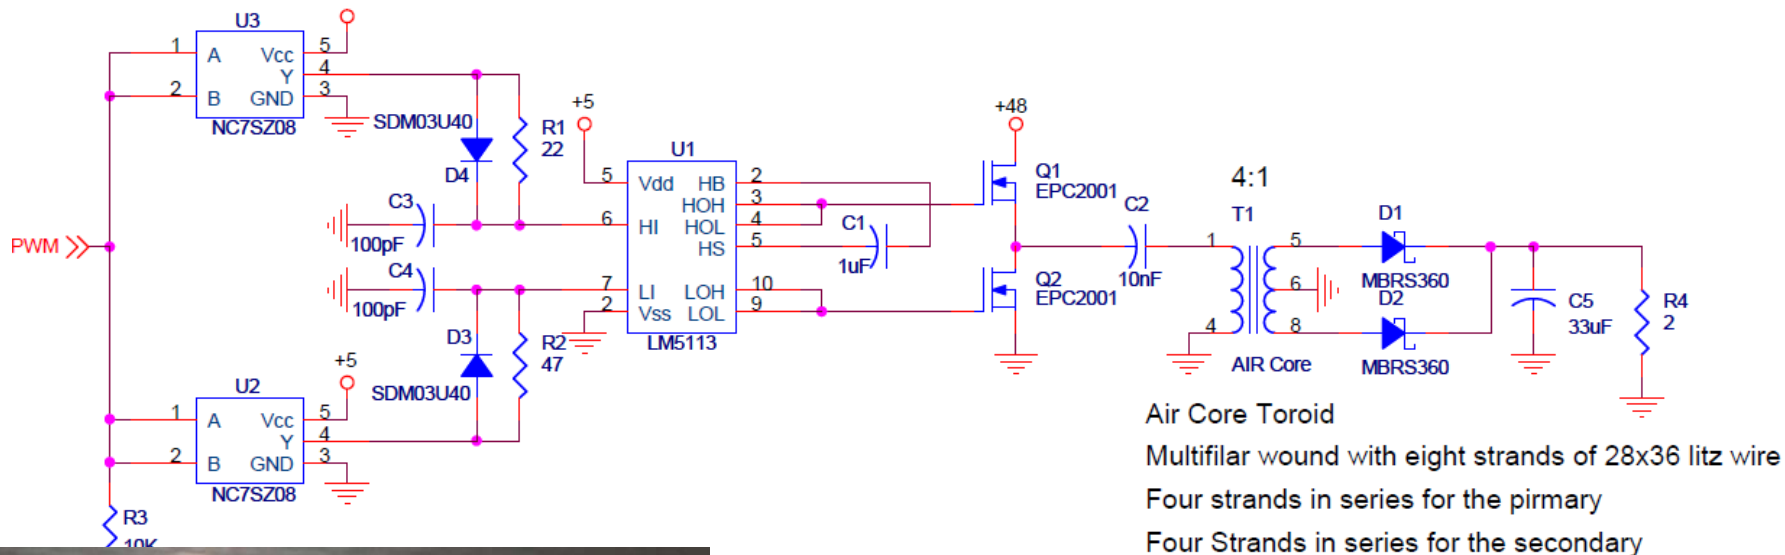 U3
1 A Vcc 5
Y 4
2 B GND 3
NC7SZ08
SDM03U40
R1
22
D4
C3
100pF
PWM
C4
100pF
D3
SDM03U40
R2
47
+5
U2
1 A Vcc 5
Y 4
2 B GND 3
NC7SZ08
R3
10K
+5
U1
5 Vdd HB 2
HOH 3
6 HI HOL 4
HS 5
7 LI LOH 10
2 Vss LOL 9
LM5113
C1
1uF
+48
Q1
EPC2001
Q2
EPC2001
C2
10nF
4:1
T1
1 5
6
4 8
AIR Core
D1
MBRS360
D2
MBRS360
C5
33uF
R4
2
Air Core Toroid
Multifilar wound with eight strands of 28x36 litz wire
Four strands in series for the pirmary
Four Strands in series for the secondary